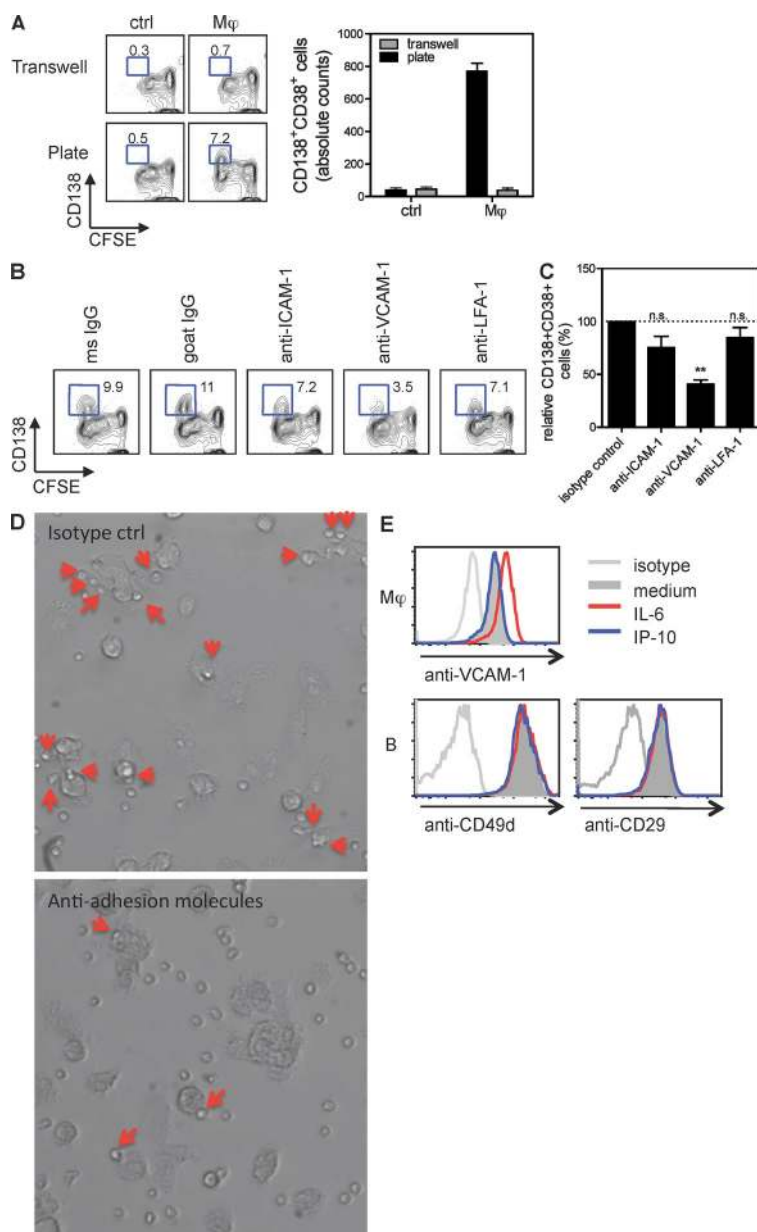 A
ctrl
Mφ
Transwell
0.3
0.7
Plate
0.5
7.2
CD138
CFSE
CD138+CD38+ cells
(absolute counts)
1000
800
600
400
200
0
transwell
plate
ctrl
Mφ
B
ms IgG
goat IgG
anti-ICAM-1
anti-VCAM-1
anti-LFA-1
9.9
11
7.2
3.5
7.1
CD138
CFSE
C
relative CD138+CD38+
cells (%)
150
100
50
0
n.s.
**
n.s.
isotype control
anti-ICAM-1
anti-VCAM-1
anti-LFA-1
D
Isotype ctrl
Anti-adhesion molecules
E
Mφ
anti-VCAM-1
isotype
medium
IL-6
IP-10
B
anti-CD49d
anti-CD29